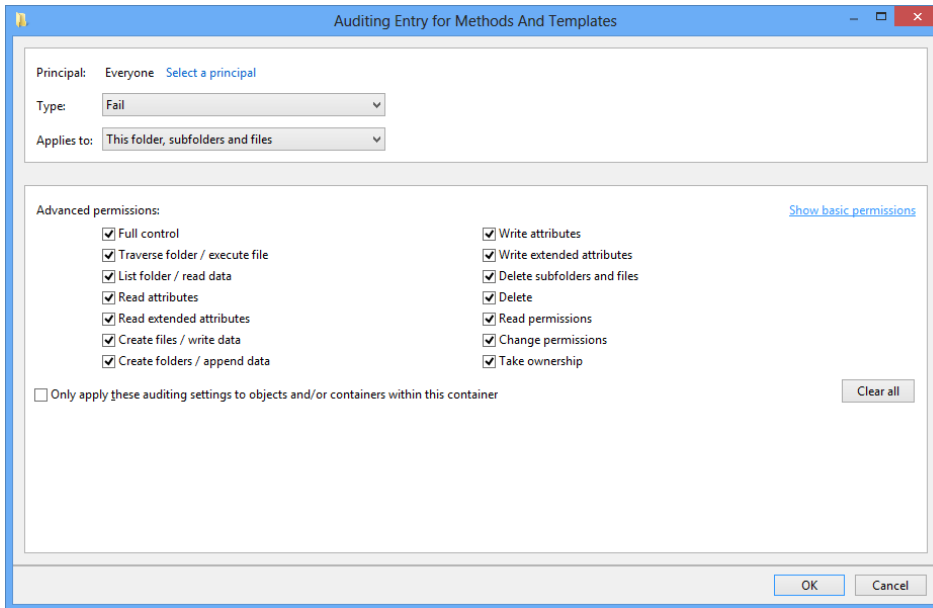 Auditing Entry for Methods And Templates
Principal: Everyone Select a principal
Type: Fail
Applies to: This folder, subfolders and files
Advanced permissions: Show basic permissions
Full control
Traverse folder / execute file
List folder / read data
Read attributes
Read extended attributes
Create files / write data
Create folders / append data
Write attributes
Write extended attributes
Delete subfolders and files
Delete
Read permissions
Change permissions
Take ownership
Only apply these auditing settings to objects and/or containers within this container
Clear all
OK Cancel